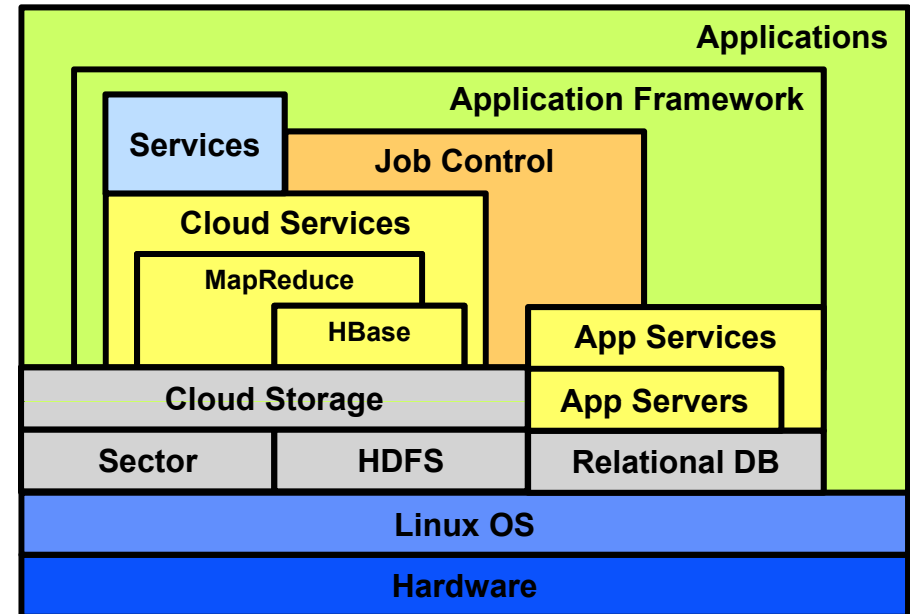 Applications
Application Framework
Services
Job Control
Cloud Services
MapReduce
HBase
App Services
Cloud Storage
App Servers
Sector
HDFS
Relational DB
Linux OS
Hardware